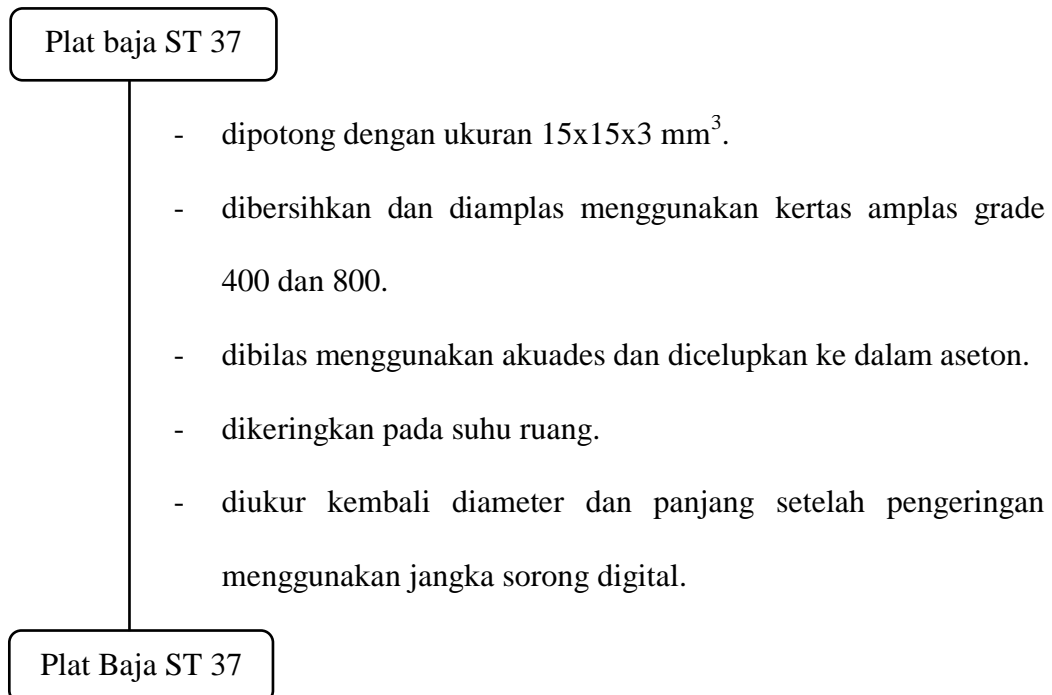 Plat baja ST 37
- dipotong dengan ukuran 15x15x3 mm³.
- dibersihkan dan diamplas menggunakan kertas amplas grade
400 dan 800.
- dibilas menggunakan akuades dan dicelupkan ke dalam aseton.
- dikeringkan pada suhu ruang.
- diukur kembali diameter dan panjang setelah pengeringan
menggunakan jangka sorong digital.
Plat Baja ST 37